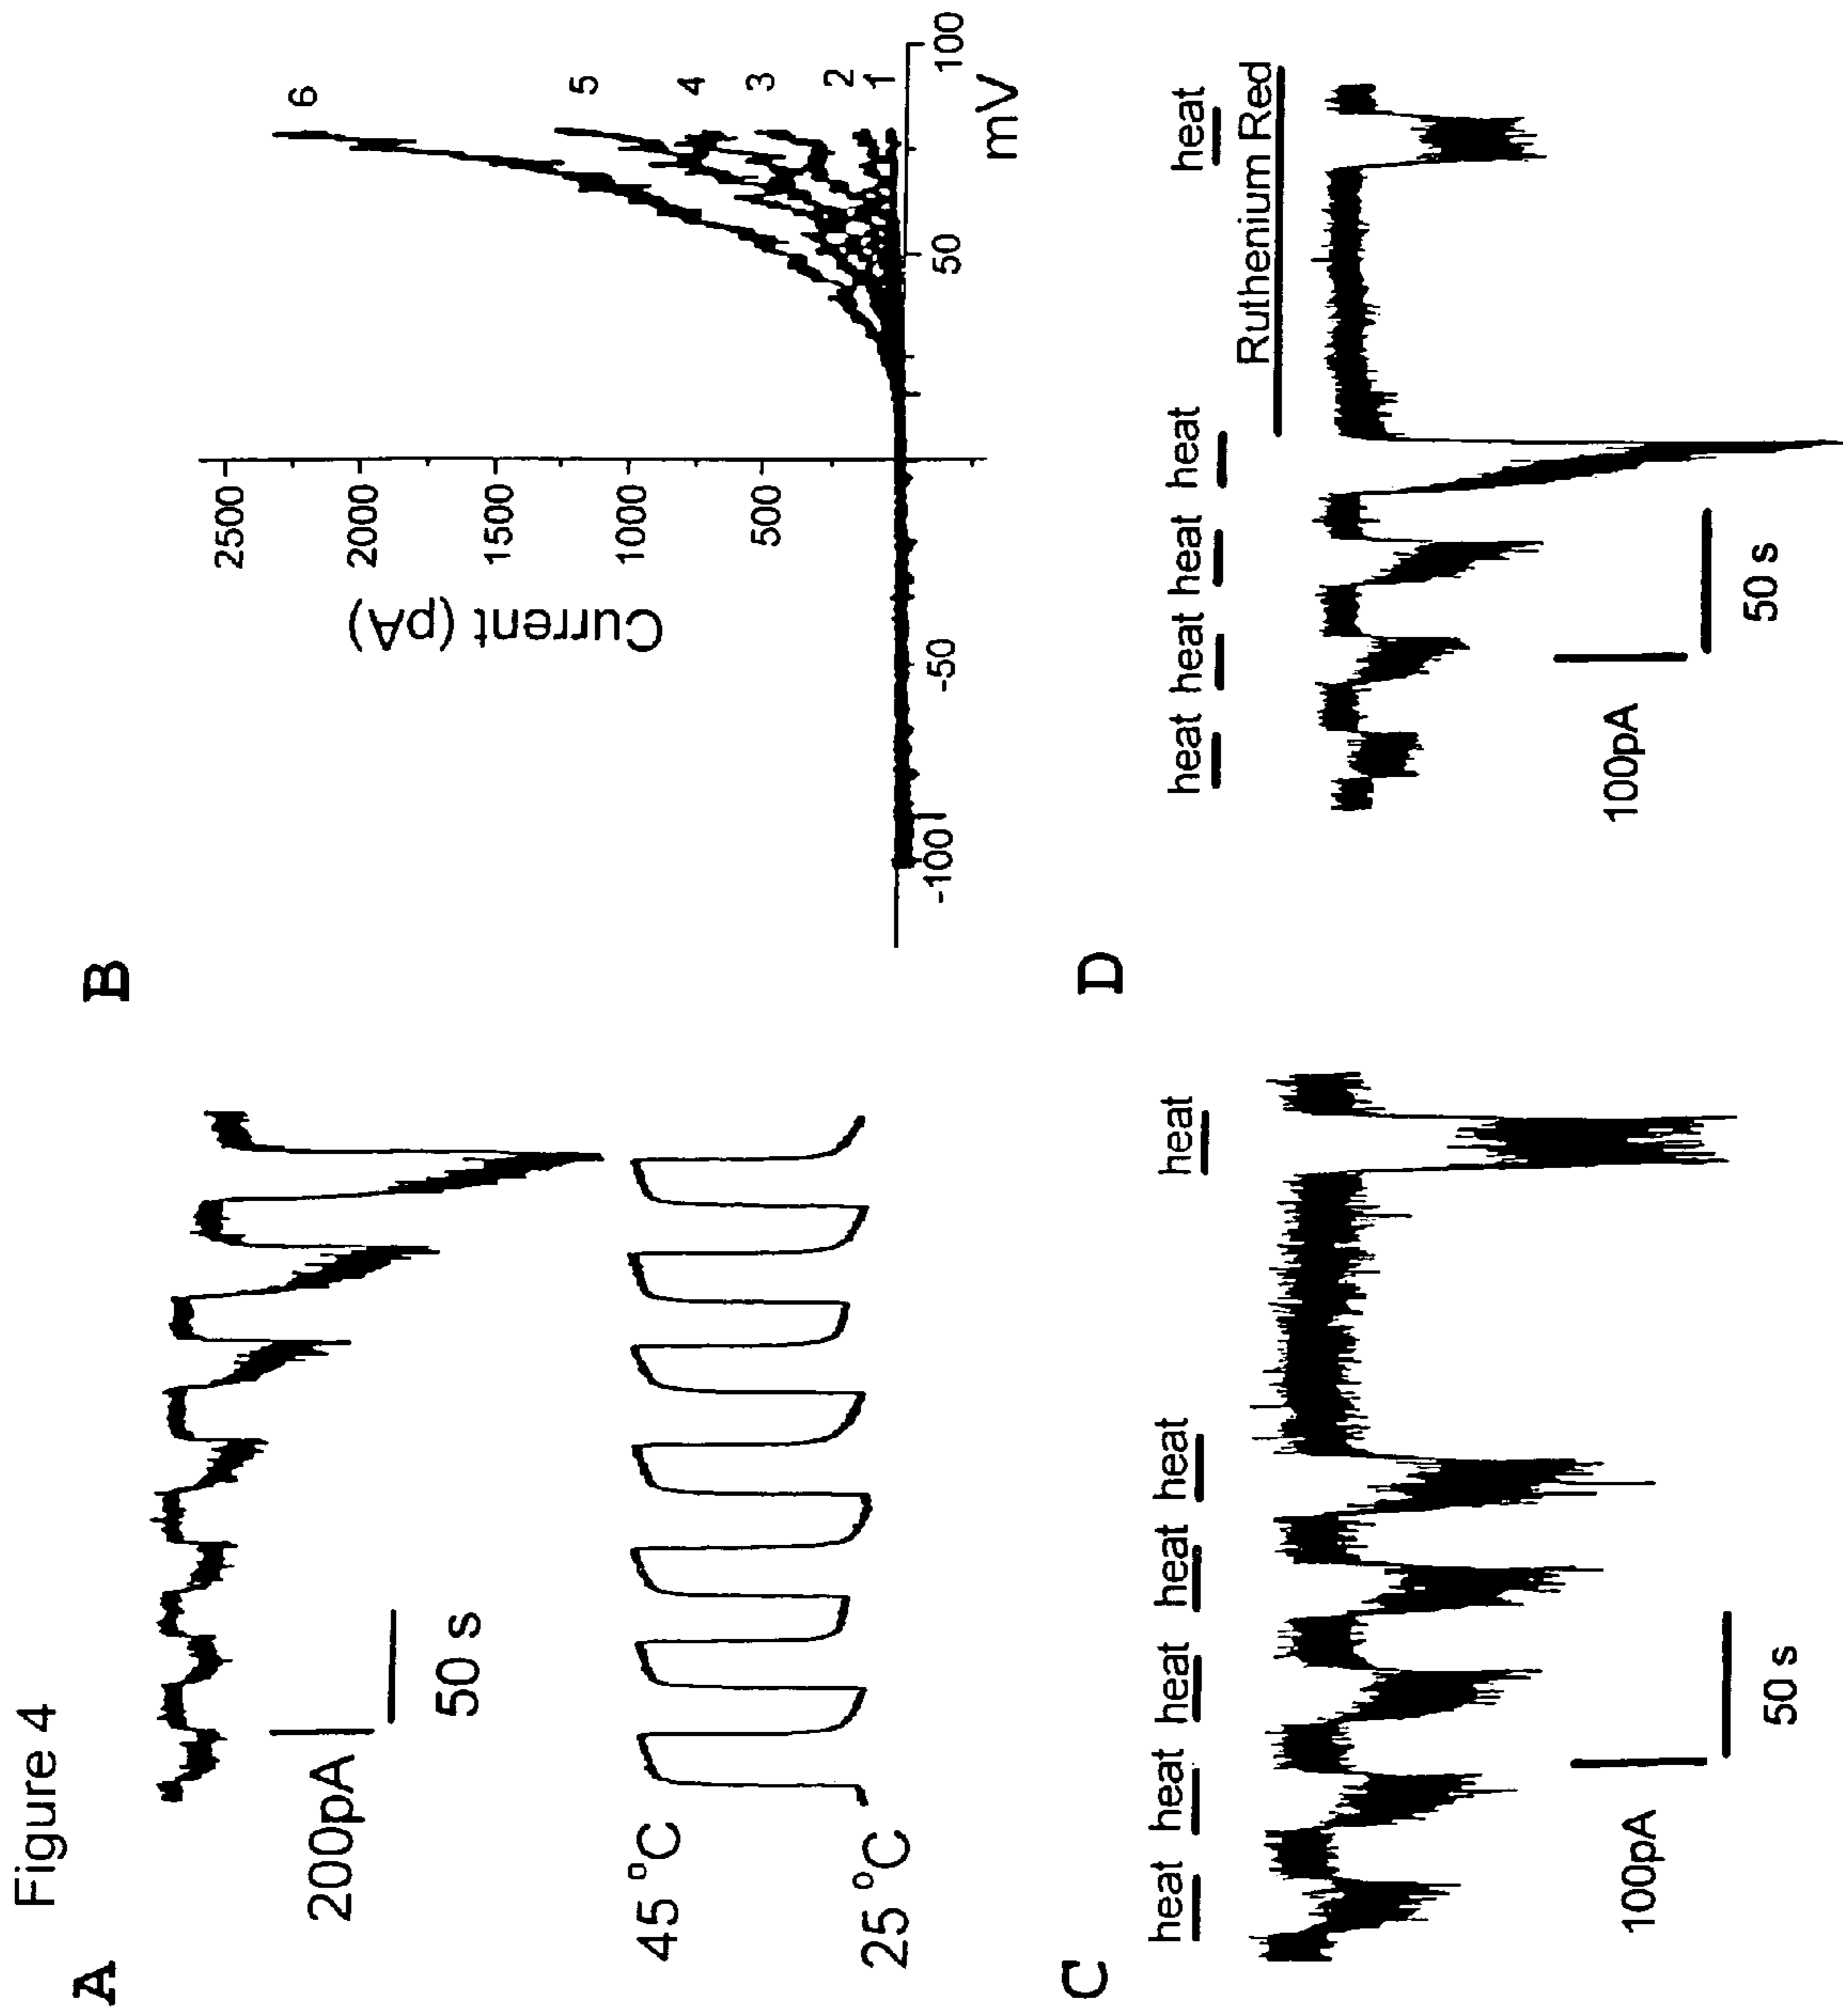 Figure 4
A
200pA
50 s
45 °C
25 °C
B
Current (pA)
2500
2000
1500
1000
500
-100
-50
50
100
mV
6
5
4
3
2
1
C
heat heat heat heat heat heat
100pA
50 s
D
heat heat heat heat heat
Ruthenium Red
100pA
50 s